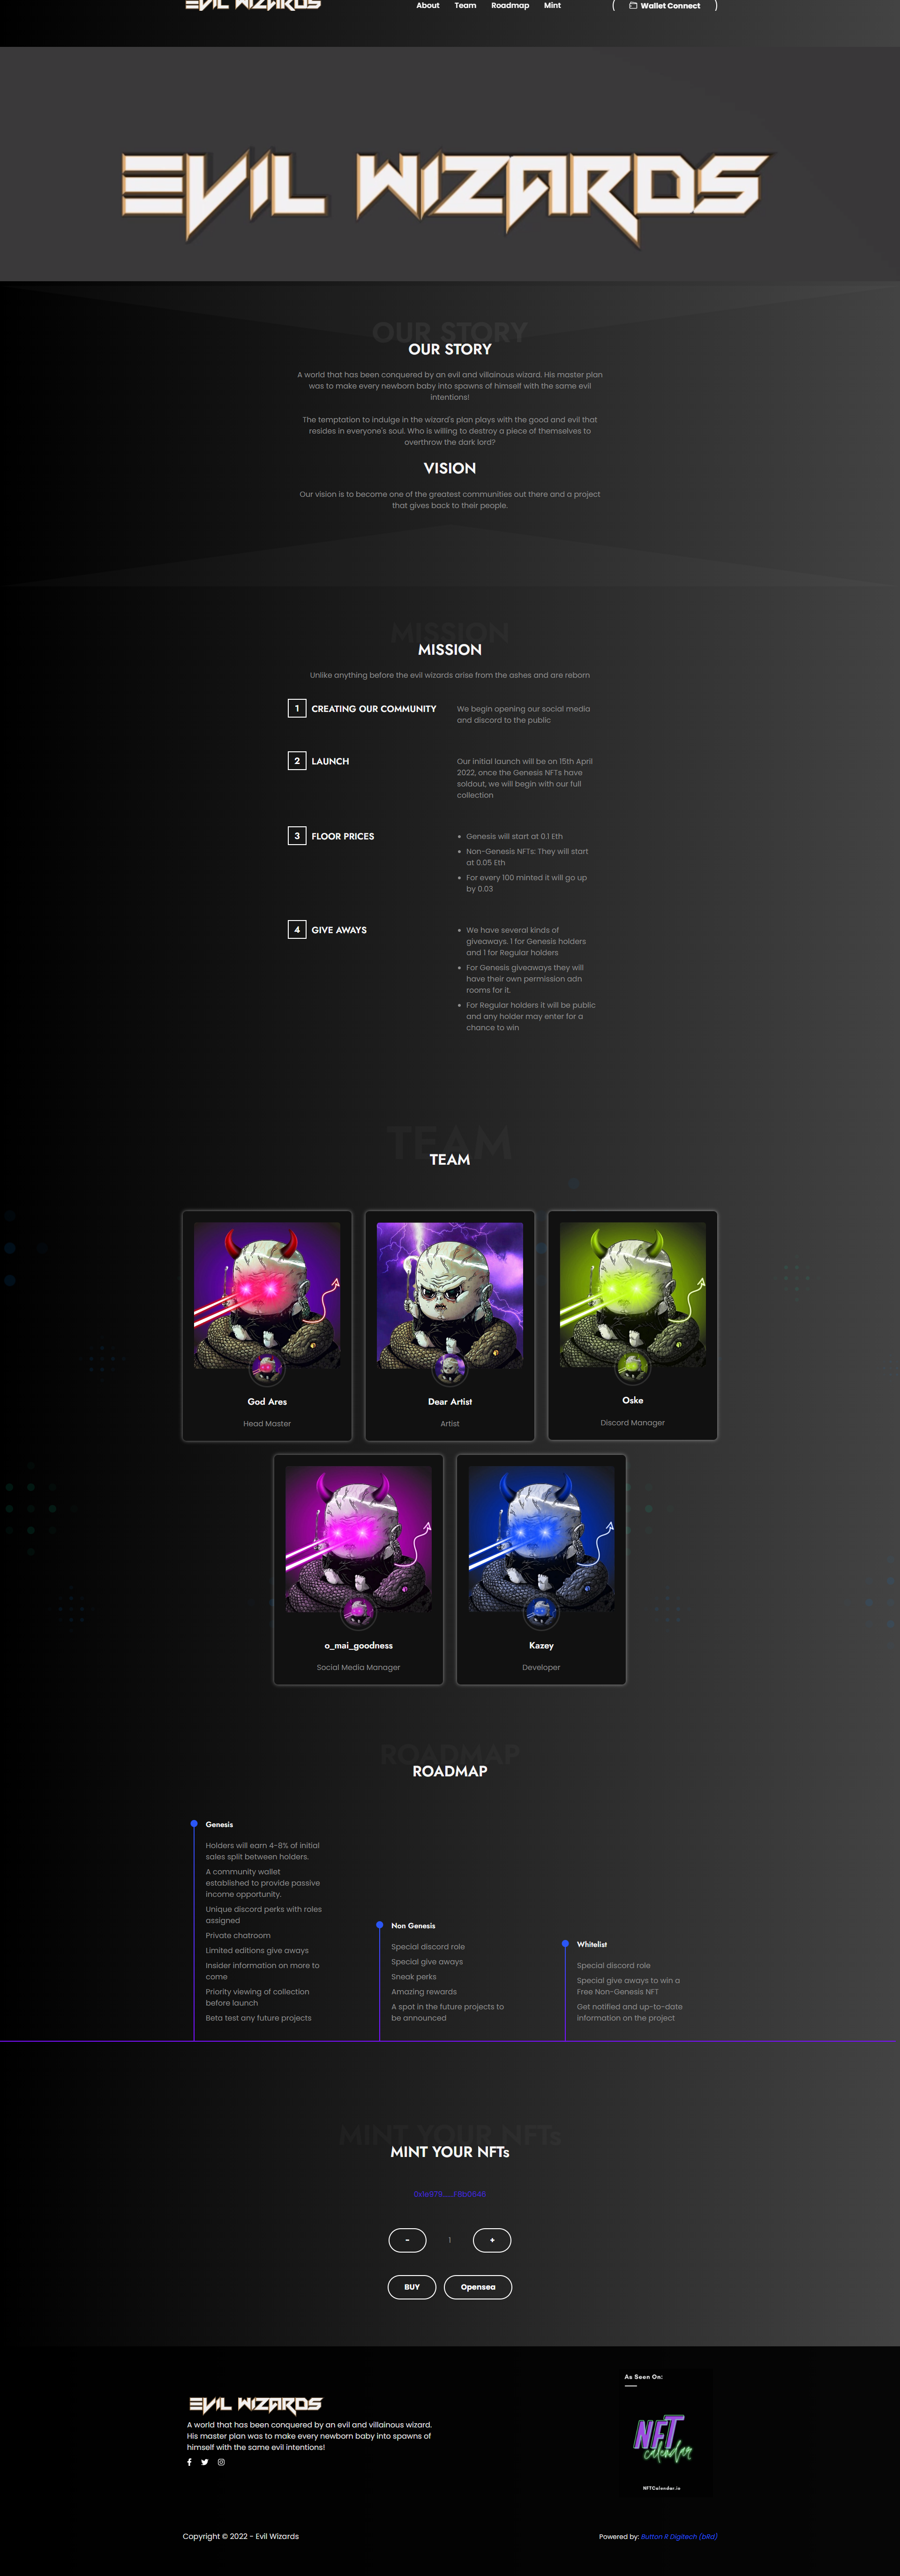 EVIL WIZARDS
About Team Roadmap Mint
Wallet Connect
EVIL WIZARDS
OUR STORY
OUR STORY
A world that has been conquered by an evil and villainous wizard. His master plan
was to make every newborn baby into spawns of himself with the same evil
intentions!
The temptation to indulge in the wizard's plan plays with the good and evil that
resides in everyone's soul. Who is willing to destroy a piece of themselves to
overthrow the dark lord?
VISION
Our vision is to become one of the greatest communities out there and a project
that gives back to their people.
MISSION
MISSION
Unlike anything before the evil wizards arise from the ashes and are reborn
1 CREATING OUR COMMUNITY
We begin opening our social media
and discord to the public
2 LAUNCH
Our initial launch will be on 15th April
2022, once the Genesis NFTs have
soldout, we will begin with our full
collection
3 FLOOR PRICES
Genesis will start at 0.1 Eth
Non-Genesis NFTs: They will start
at 0.05 Eth
For every 100 minted it will go up
by 0.03
4 GIVE AWAYS
We have several kinds of
giveaways. 1 for Genesis holders
and 1 for Regular holders
For Genesis giveaways they will
have their own permission adn
rooms for it.
For Regular holders it will be public
and any holder may enter for a
chance to win
TEAM
TEAM
God Ares
Head Master
Dear Artist
Artist
Oske
Discord Manager
o_mai_goodness
Social Media Manager
Kazey
Developer
ROADMAP
ROADMAP
Genesis
Holders will earn 4-8% of initial
sales split between holders.
A community wallet
established to provide passive
income opportunity.
Unique discord perks with roles
assigned
Private chatroom
Limited editions give aways
Insider information on more to
come
Priority viewing of collection
before launch
Beta test any future projects
Non Genesis
Special discord role
Special give aways
Sneak perks
Amazing rewards
A spot in the future projects to
be announced
Whitelist
Special discord role
Special give aways to win a
Free Non-Genesis NFT
Get notified and up-to-date
information on the project
MINT YOUR NFTs
MINT YOUR NFTs
- 1 +
BUY Opensea
EVIL WIZARDS
A world that has been conquered by an evil and villainous wizard.
His master plan was to make every newborn baby into spawns of
himself with the same evil intentions!
As Seen On:
NFT
calendar
NFTCalendar.io
Copyright © 2022 - Evil Wizards
Powered by: Button R Digitech (bRd)